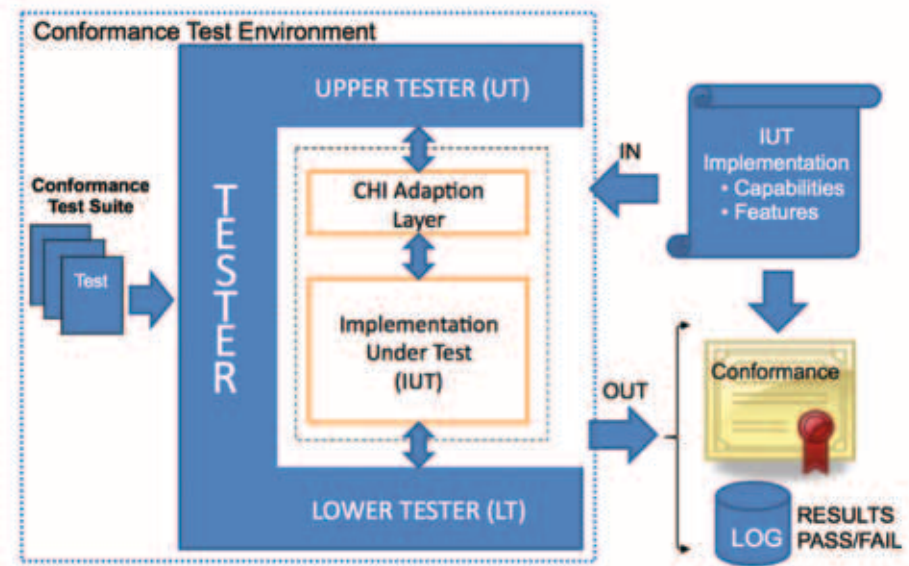 Conformance Test Environment
UPPER TESTER (UT)
IUT
Implementation
• Capabilities
• Features
IN
Conformance
Test Suite
Test
TESTER
CHI Adaption
Layer
Implementation
Under Test
(IUT)
OUT
Conformance
LOWER TESTER (LT)
LOG
RESULTS
PASS/FAIL